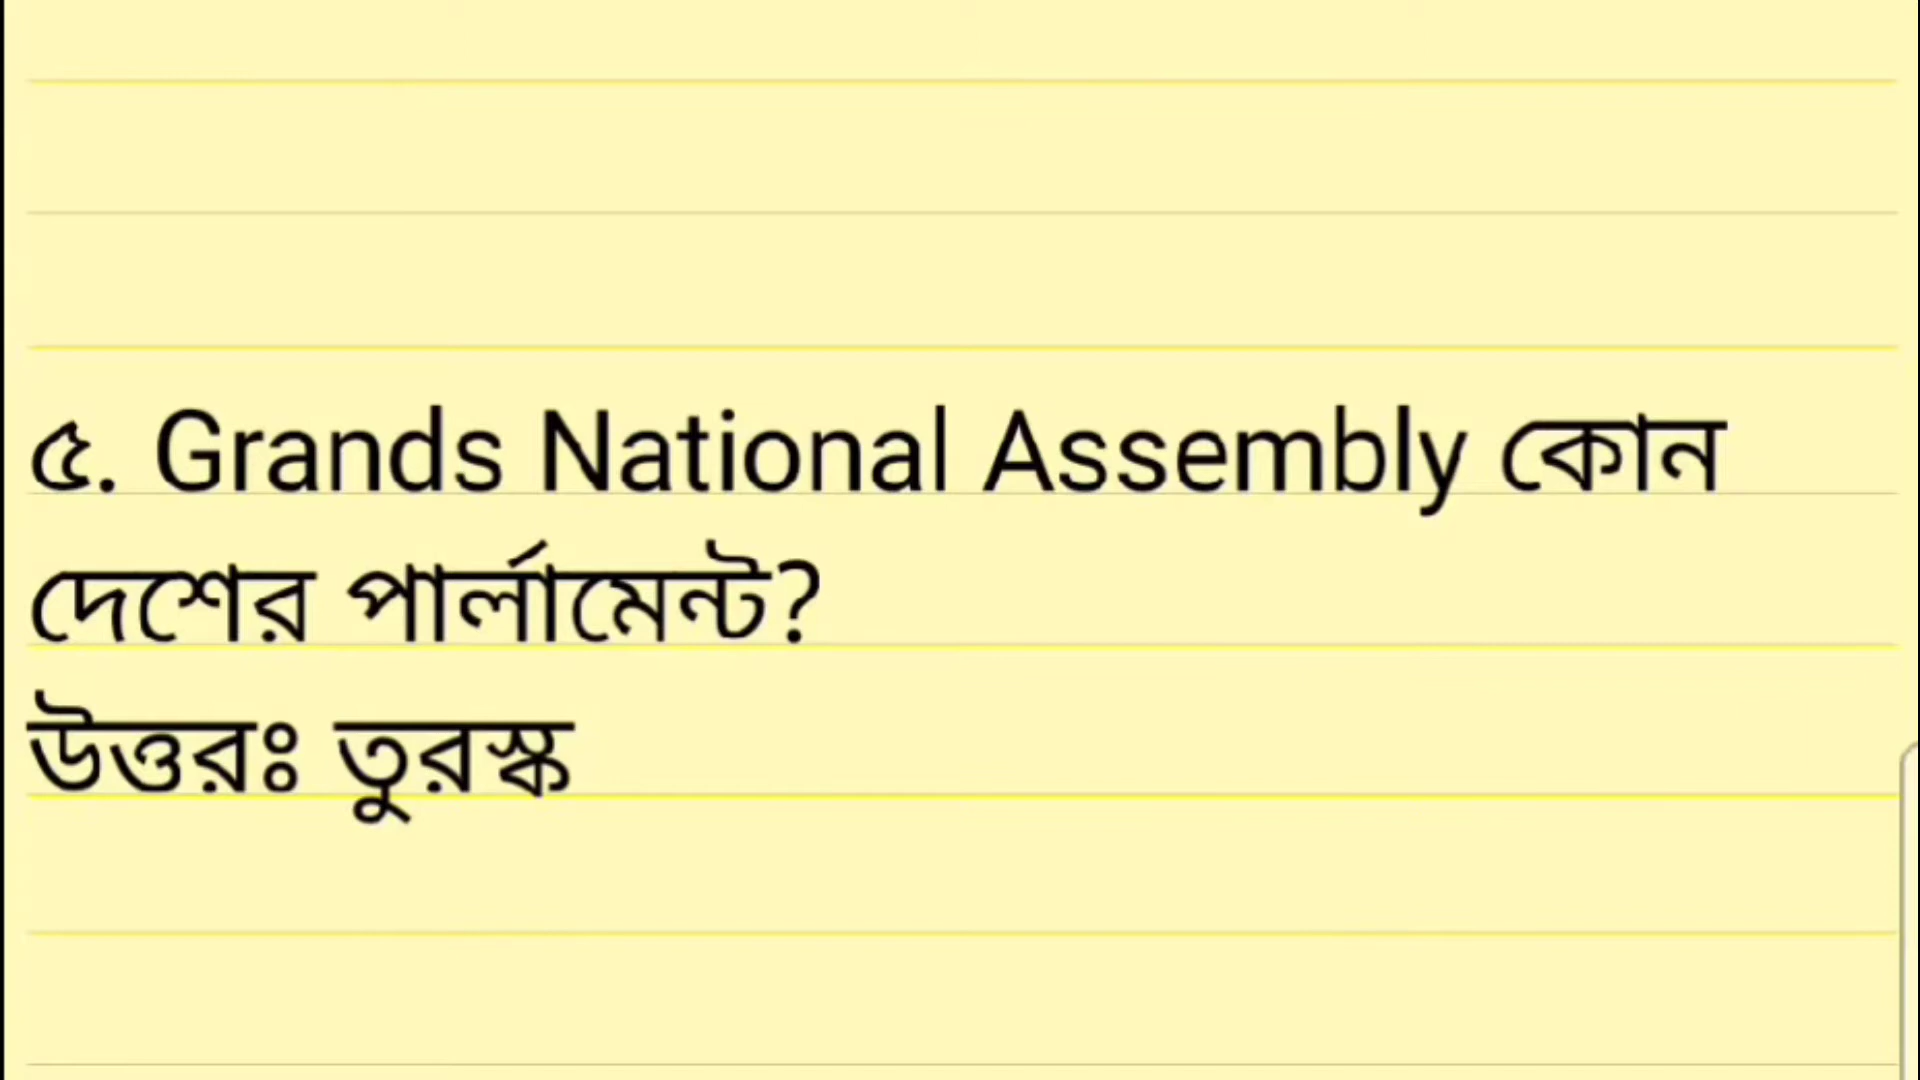 ৫. Grands National Assembly কোন
দেশের পার্লামেন্ট?
উত্তরঃ তুরস্ক